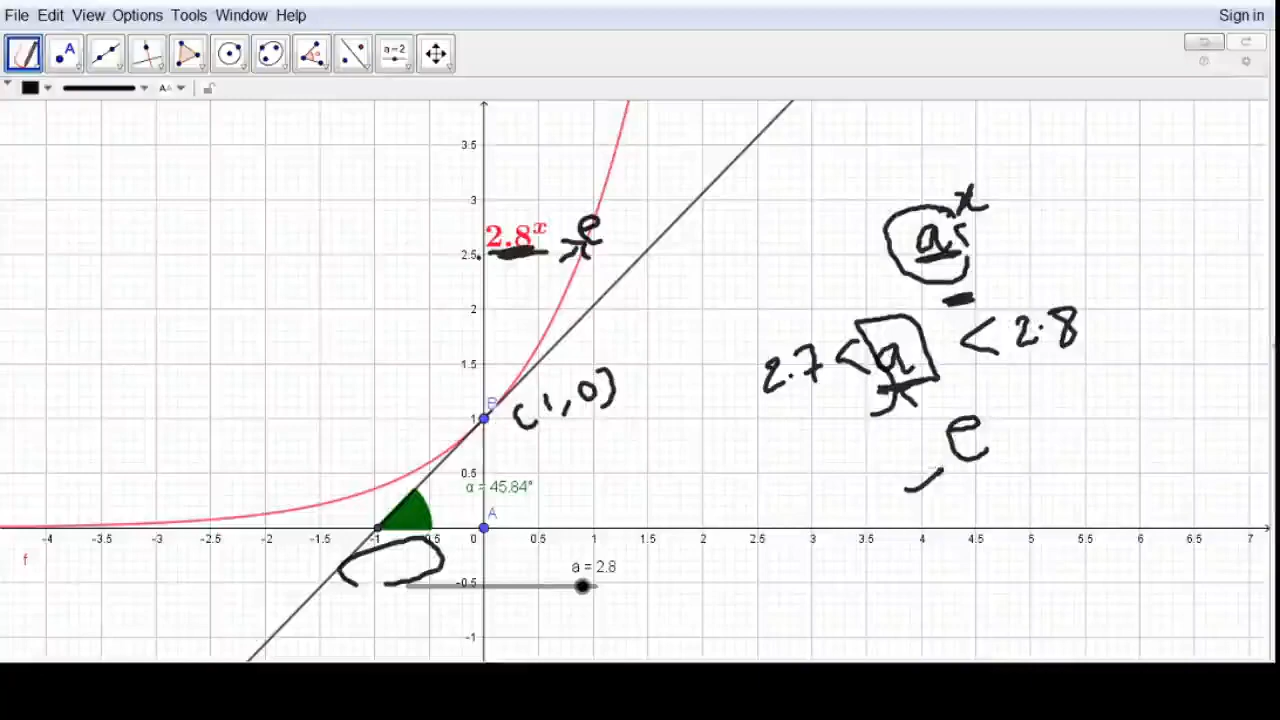 File Edit View Options Tools Window Help Sign in
A a=2
AA
3.5
3
2.8^x e^x
2.5
2
1.5
1
0.5
B
(1,0)
α = 45.84°
A
-4 -3.5 -3 -2.5 -2 -1.5 -1 -0.5 0 0.5 1 1.5 2 2.5 3 3.5 4 4.5 5 5.5 6 6.5 7
f
a = 2.8
-0.5
-1
a^x
2.7 < a < 2.8
e